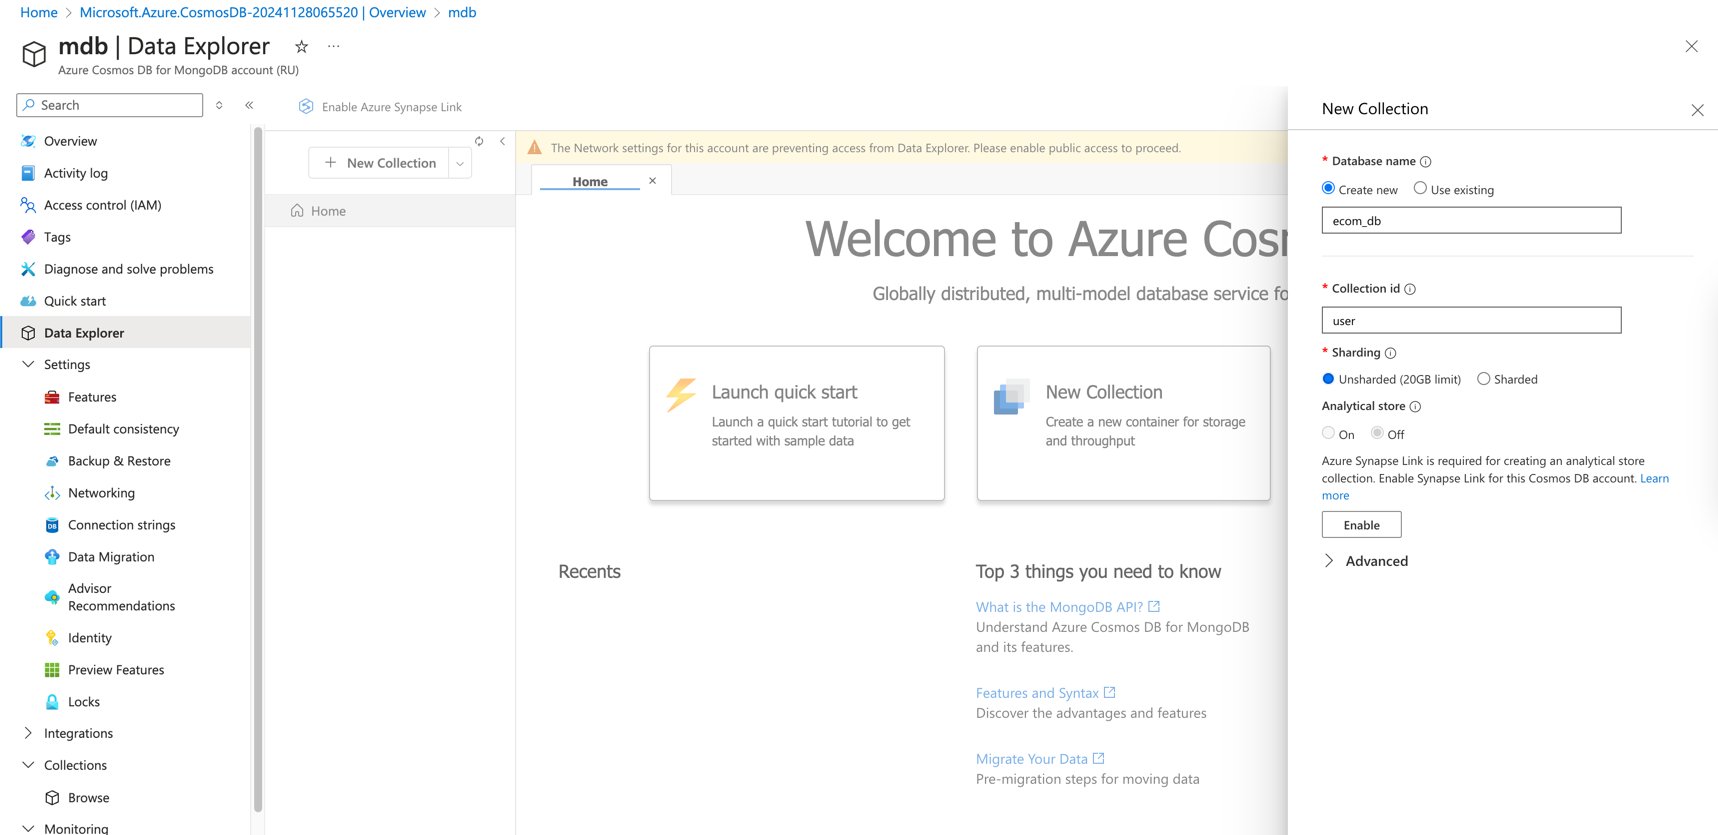 Home > Microsoft.Azure.CosmosDB-20241128065520 | Overview > mdb
mdb | Data Explorer
Azure Cosmos DB for MongoDB account (RU)
Search
Overview
Activity log
Access control (IAM)
Tags
Diagnose and solve problems
Quick start
Data Explorer
Settings
Features
Default consistency
Backup & Restore
Networking
Connection strings
Data Migration
Advisor
Recommendations
Identity
Preview Features
Locks
Integrations
Collections
Browse
Monitoring
Enable Azure Synapse Link
New Collection
Home
The Network settings for this account are preventing access from Data Explorer. Please enable public access to proceed.
Home
Welcome to Azure Cos
Globally distributed, multi-model database service fo
Launch quick start
Launch a quick start tutorial to get
started with sample data
New Collection
Create a new container for storage
and throughput
Recents
Top 3 things you need to know
What is the MongoDB API?
Understand Azure Cosmos DB for MongoDB
and its features.
Features and Syntax
Discover the advantages and features
Migrate Your Data
Pre-migration steps for moving data
New Collection
* Database name
Create new Use existing
ecom_db
* Collection id
user
* Sharding
Unsharded (20GB limit) Sharded
Analytical store
On Off
Azure Synapse Link is required for creating an analytical store
collection. Enable Synapse Link for this Cosmos DB account. Learn
more
Enable
Advanced